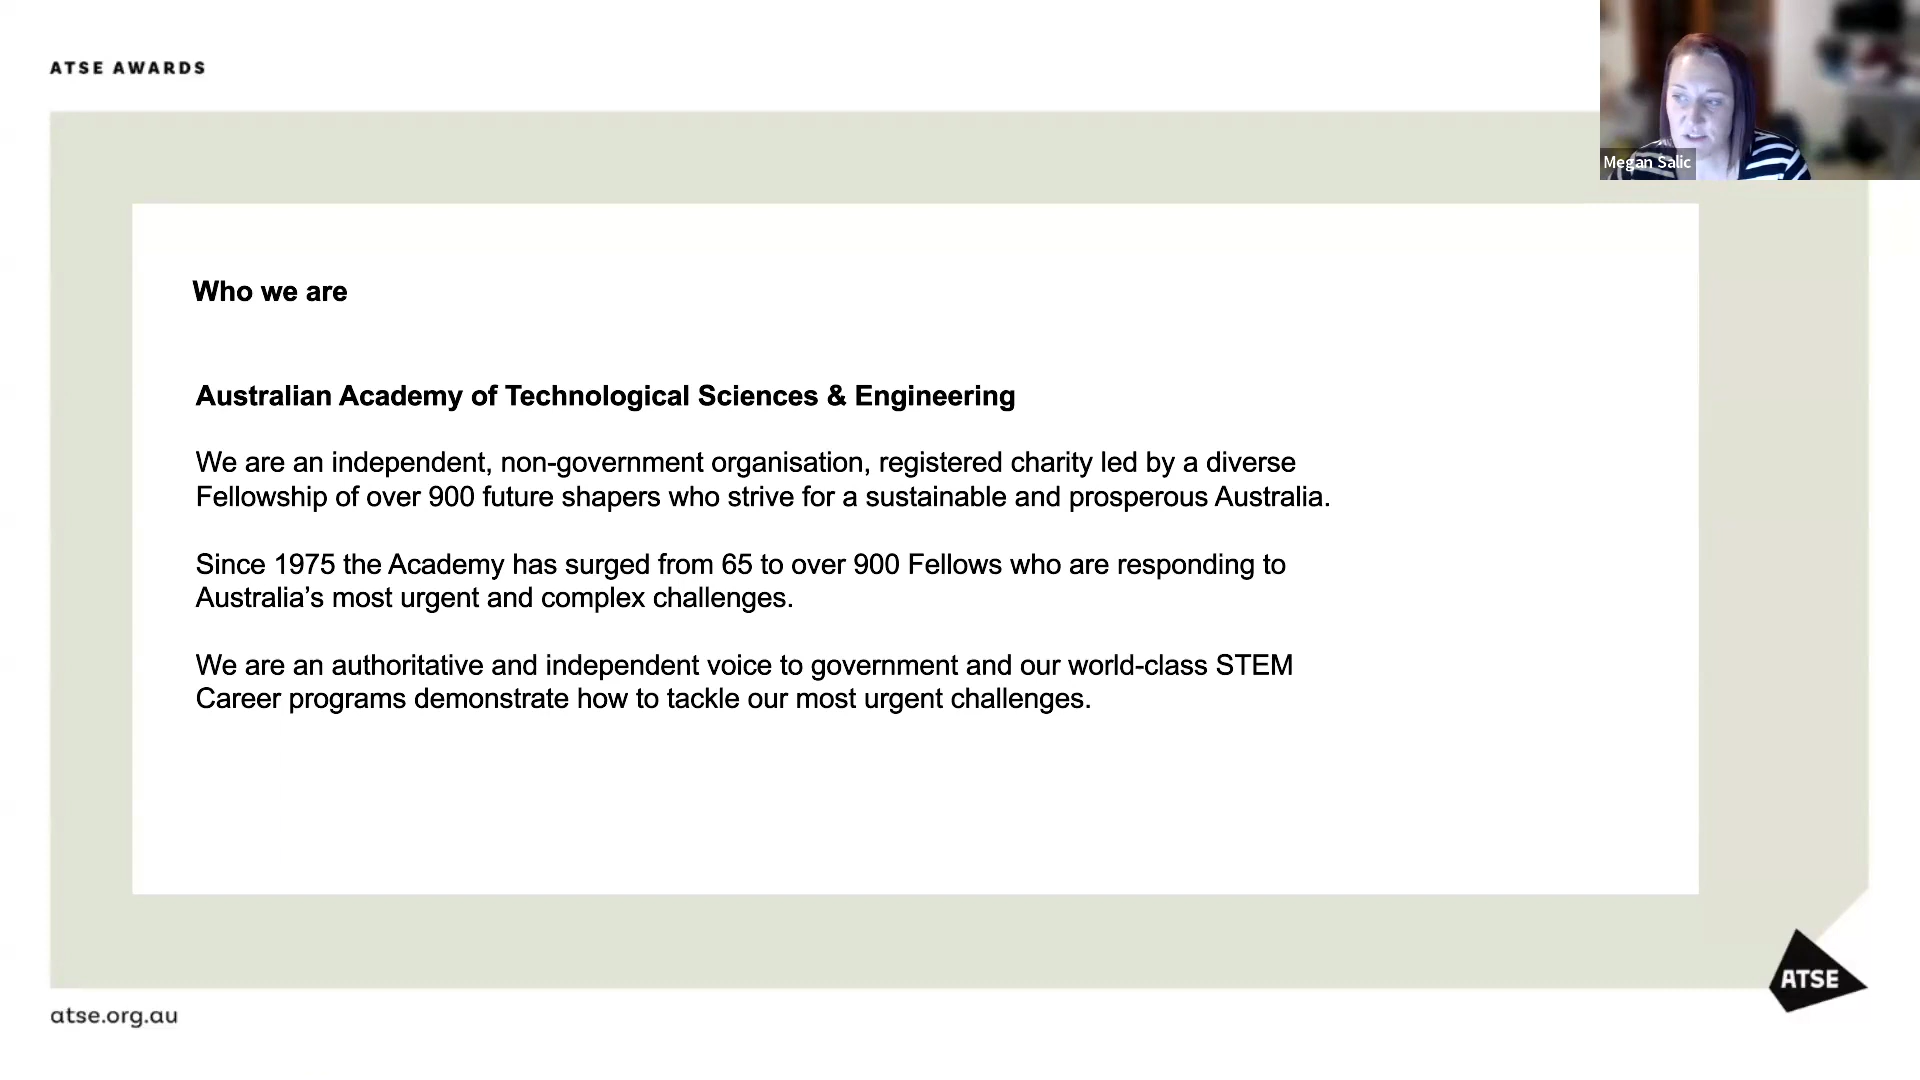 ATSE AWARDS
Megan Salic
Who we are
Australian Academy of Technological Sciences & Engineering
We are an independent, non-government organisation, registered charity led by a diverse
Fellowship of over 900 future shapers who strive for a sustainable and prosperous Australia.
Since 1975 the Academy has surged from 65 to over 900 Fellows who are responding to
Australia’s most urgent and complex challenges.
We are an authoritative and independent voice to government and our world-class STEM
Career programs demonstrate how to tackle our most urgent challenges.
ATSE
atse.org.au